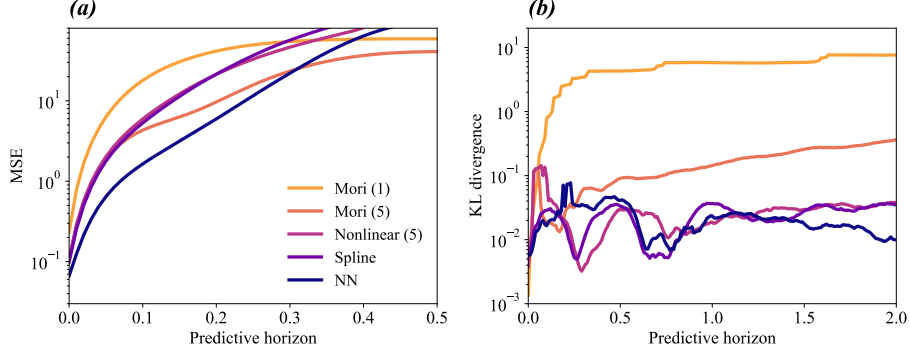 (a)
MSE
10¹
10⁰
10⁻¹
Mori (1)
Mori (5)
Nonlinear (5)
Spline
NN
0.0 0.1 0.2 0.3 0.4 0.5
Predictive horizon
(b)
KL divergence
10¹
10⁰
10⁻¹
10⁻²
10⁻³
0.0 0.5 1.0 1.5 2.0
Predictive horizon